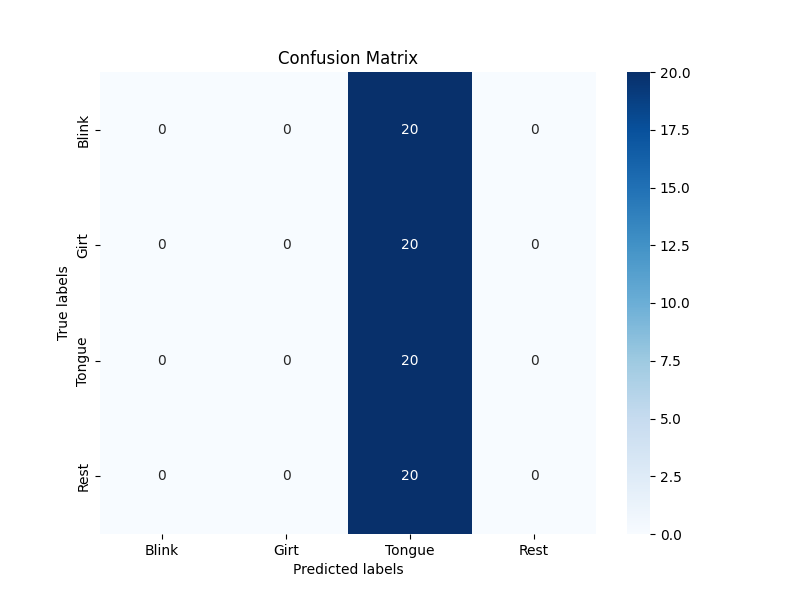 Confusion Matrix
True labels
Blink 0 0 20 0
Girt 0 0 20 0
Tongue 0 0 20 0
Rest 0 0 20 0
Blink Girt Tongue Rest
Predicted labels
20.0
17.5
15.0
12.5
10.0
7.5
5.0
2.5
0.0